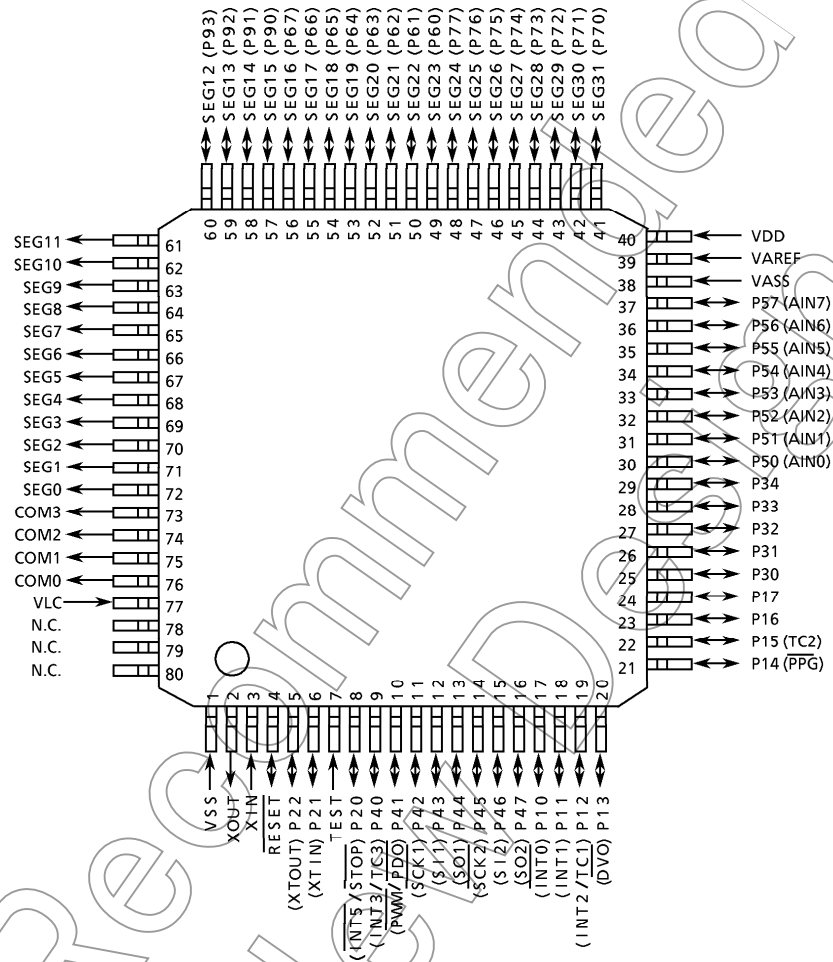 SEG12 (P93)
SEG13 (P92)
SEG14 (P91)
SEG15 (P90)
SEG16 (P67)
SEG17 (P66)
SEG18 (P65)
SEG19 (P64)
SEG20 (P63)
SEG21 (P62)
SEG22 (P61)
SEG23 (P60)
SEG24 (P77)
SEG25 (P76)
SEG26 (P75)
SEG27 (P74)
SEG28 (P73)
SEG29 (P72)
SEG30 (P71)
SEG31 (P70)
60 59 58 57 56 55 54 53 52 51 50 49 48 47 46 45 44 43 42 41
SEG11 61
SEG10 62
SEG9 63
SEG8 64
SEG7 65
SEG6 66
SEG5 67
SEG4 68
SEG3 69
SEG2 70
SEG1 71
SEG0 72
COM3 73
COM2 74
COM1 75
COM0 76
VLC 77
N.C. 78
N.C. 79
N.C. 80
40 VDD
39 VAREF
38 VASS
37 P57 (AIN7)
36 P56 (AIN6)
35 P55 (AIN5)
34 P54 (AIN4)
33 P53 (AIN3)
32 P52 (AIN2)
31 P51 (AIN1)
30 P50 (AIN0)
29 P34
28 P33
27 P32
26 P31
25 P30
24 P17
23 P16
22 P15 (TC2)
21 P14 (PPG)
1 2 3 4 5 6 7 8 9 10 11 12 13 14 15 16 17 18 19 20
VSS
XOUT
XIN
RESET
(XTOUT) P22
(XTIN) P21
TEST
(INT5/STOP) P20
(INT3/TC3) P40
(PWM/PDO) P41
(SCK1) P42
(SI1) P43
(SO1) P44
(SCK2) P45
(SI2) P46
(SO2) P47
(INT0) P10
(INT1) P11
(INT2/TC1) P12
(DVO) P13
Recommended
New Design